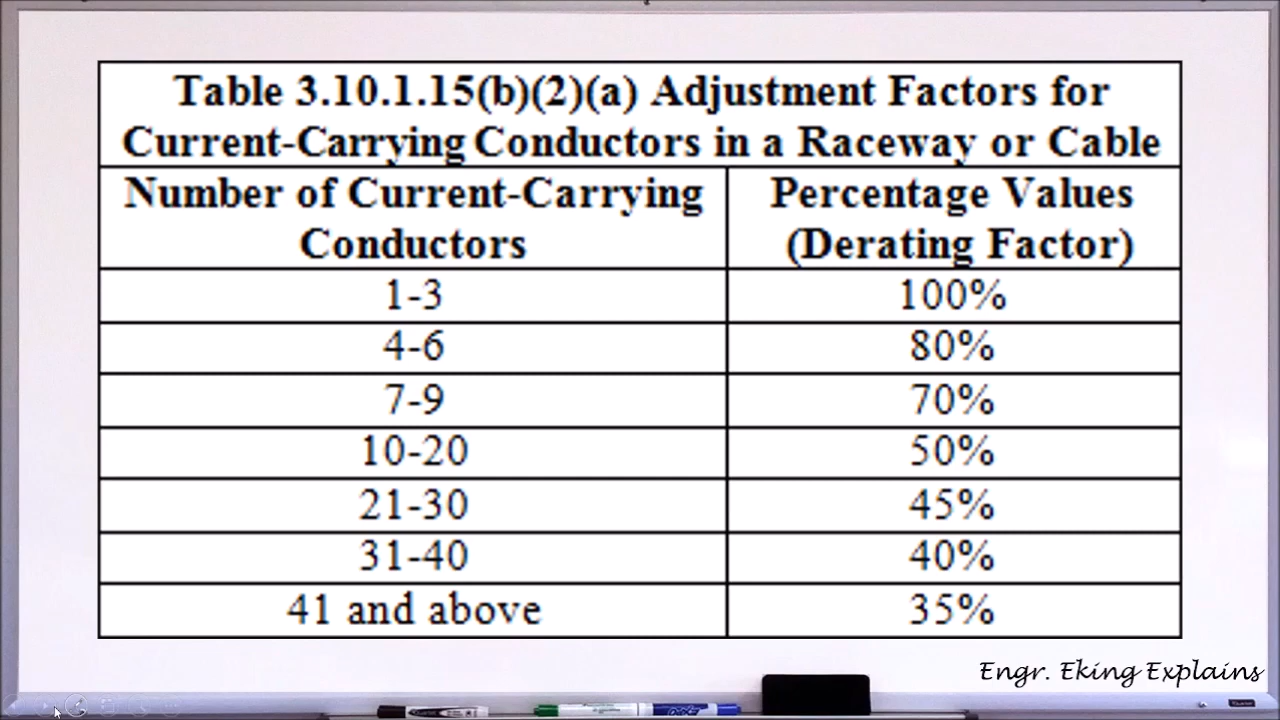 Table 3.10.1.15(b)(2)(a) Adjustment Factors for
Current-Carrying Conductors in a Raceway or Cable
Number of Current-Carrying
Conductors
Percentage Values
(Derating Factor)
1-3
100%
4-6
80%
7-9
70%
10-20
50%
21-30
45%
31-40
40%
41 and above
35%
Engr. Eking Explains